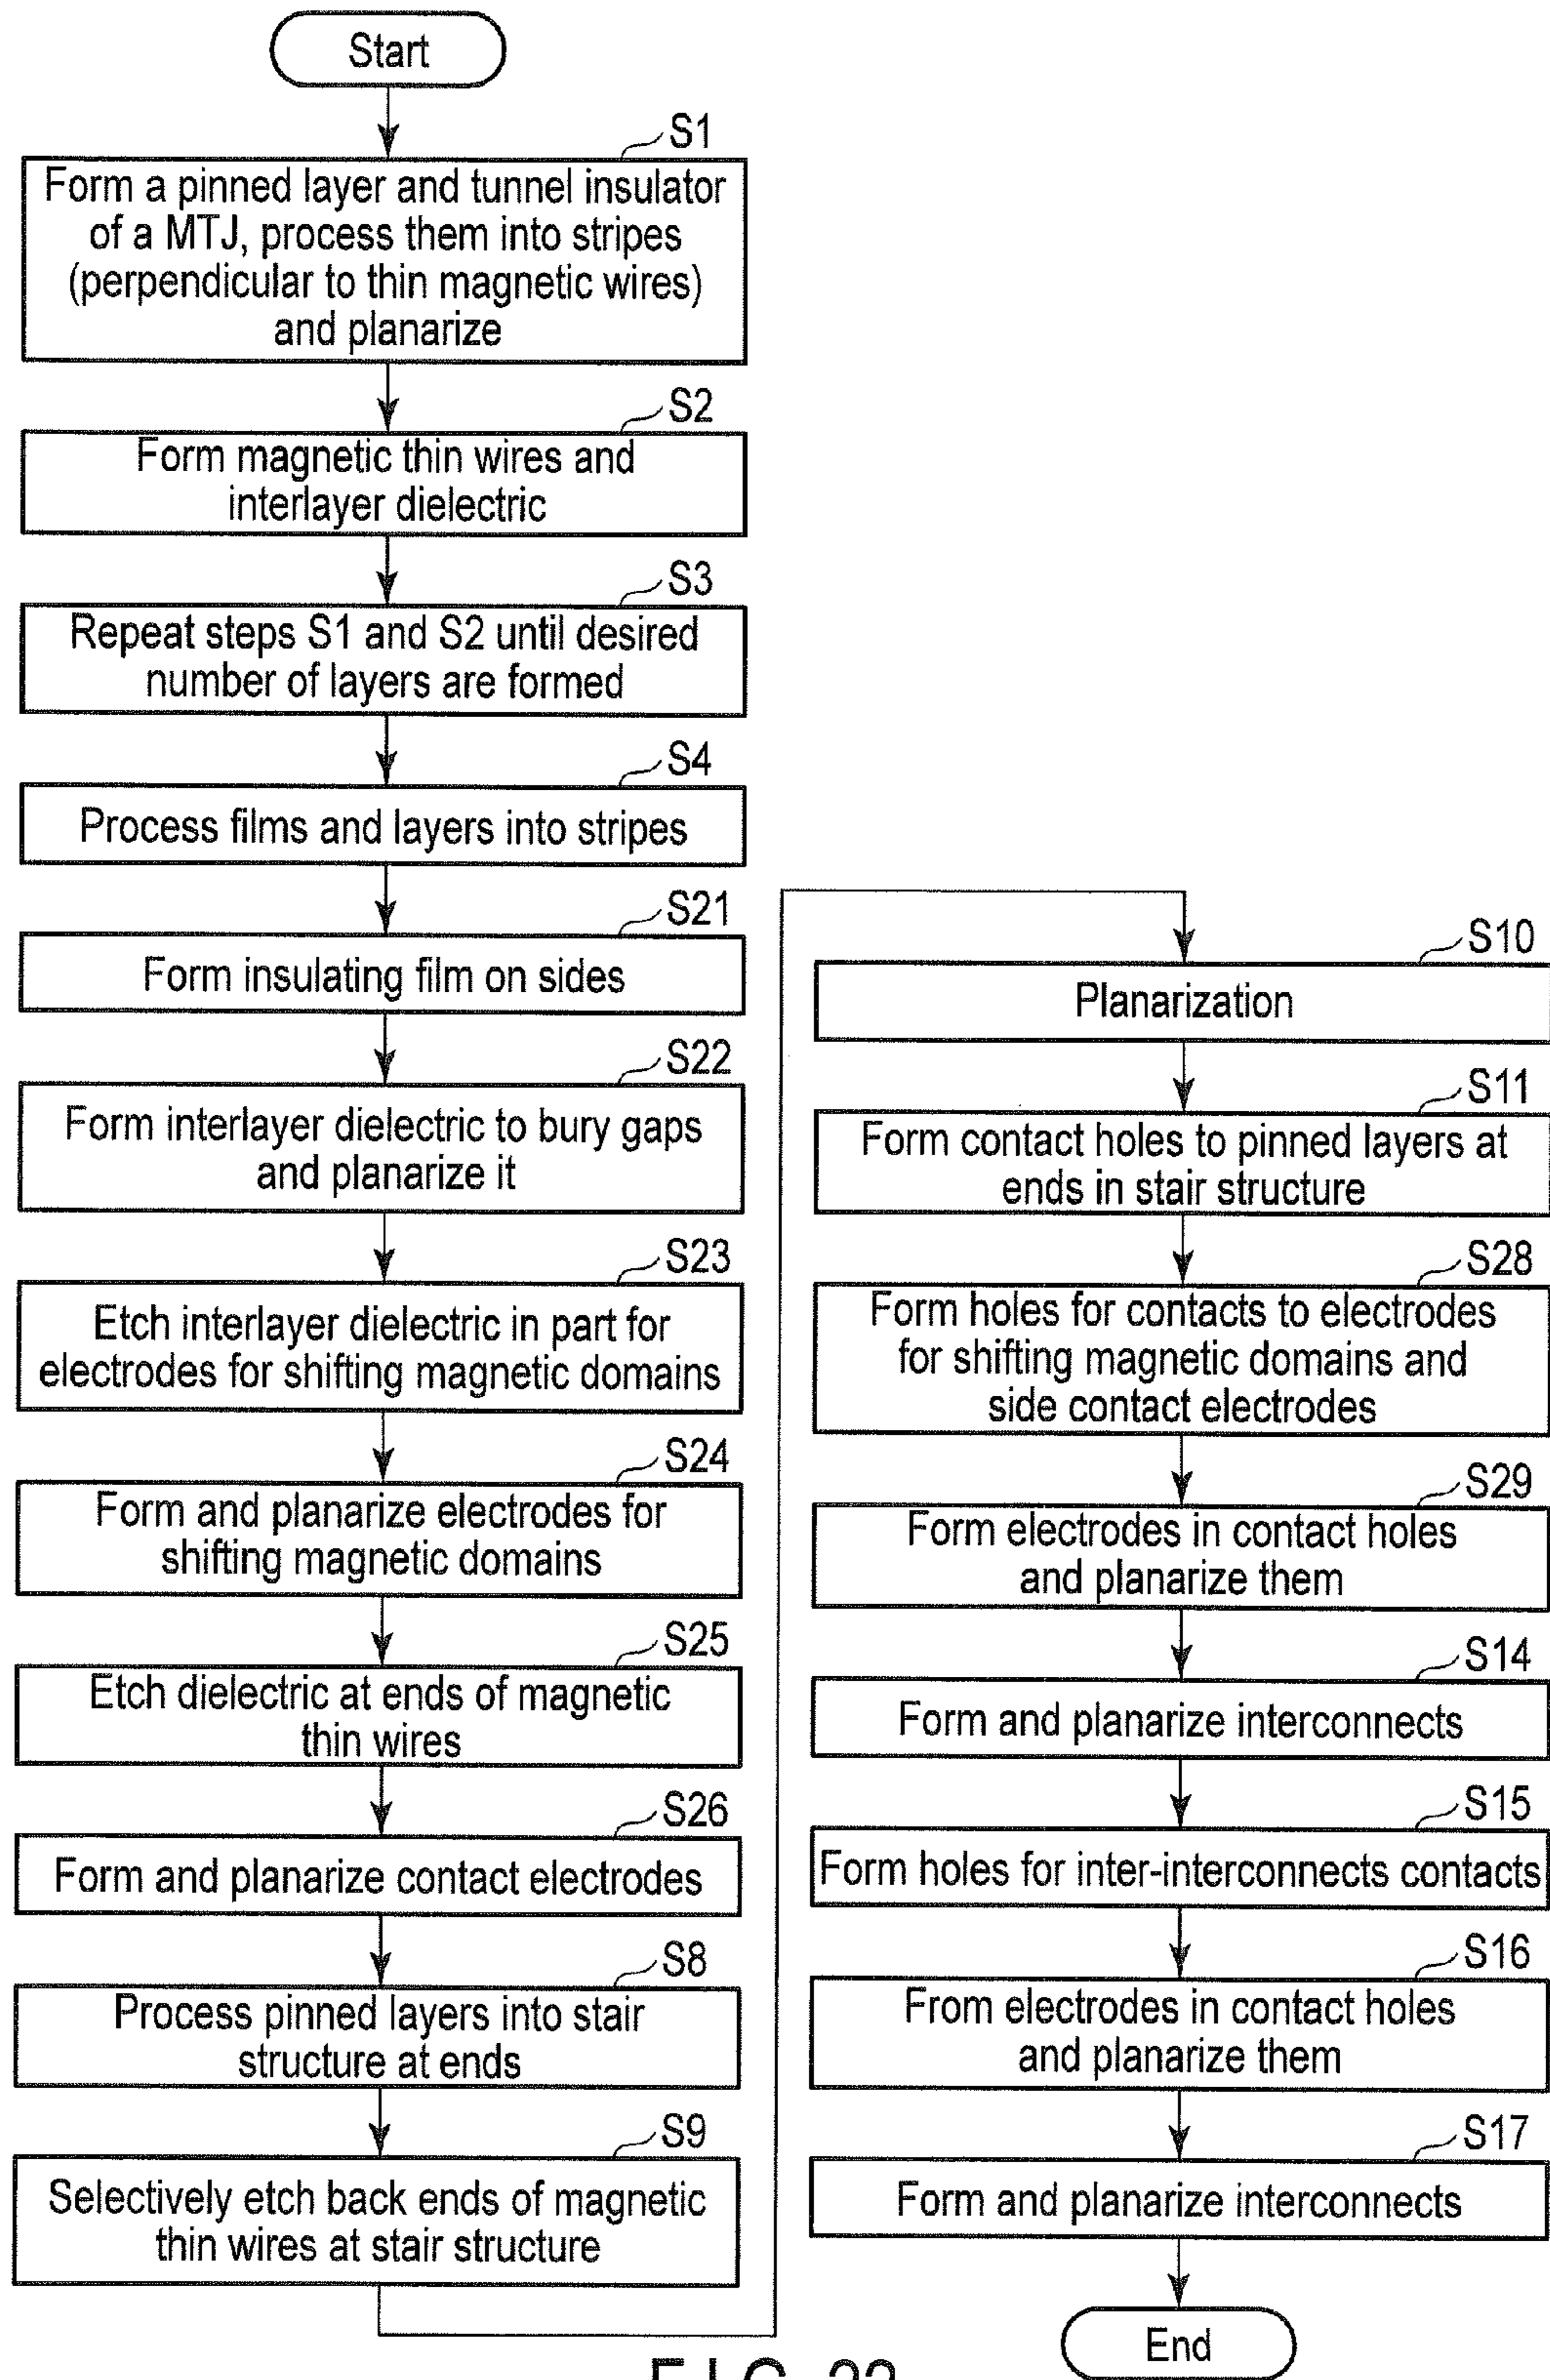 Start
S1
Form a pinned layer and tunnel insulator
of a MTJ, process them into stripes
(perpendicular to thin magnetic wires)
and planarize
S2
Form magnetic thin wires and
interlayer dielectric
S3
Repeat steps S1 and S2 until desired
number of layers are formed
S4
Process films and layers into stripes
S21
Form insulating film on sides
S22
Form interlayer dielectric to bury gaps
and planarize it
S23
Etch interlayer dielectric in part for
electrodes for shifting magnetic domains
S24
Form and planarize electrodes for
shifting magnetic domains
S25
Etch dielectric at ends of magnetic
thin wires
S26
Form and planarize contact electrodes
S8
Process pinned layers into stair
structure at ends
S9
Selectively etch back ends of magnetic
thin wires at stair structure
S10
Planarization
S11
Form contact holes to pinned layers at
ends in stair structure
S28
Form holes for contacts to electrodes
for shifting magnetic domains and
side contact electrodes
S29
Form electrodes in contact holes
and planarize them
S14
Form and planarize interconnects
S15
Form holes for inter-interconnects contacts
S16
From electrodes in contact holes
and planarize them
S17
Form and planarize interconnects
End